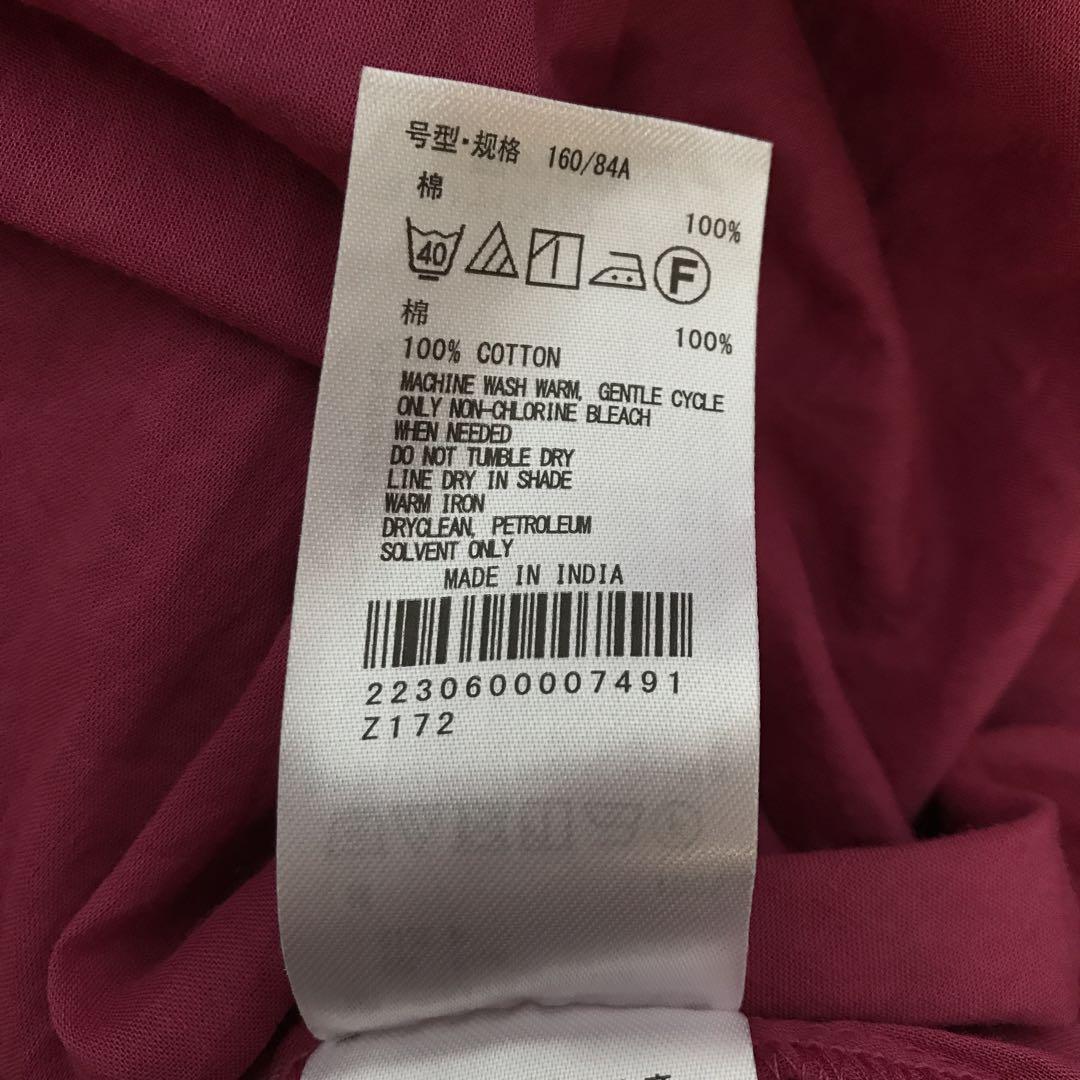 号型·规格 160/84A
棉 100%
40 F
棉 100%
100% COTTON
MACHINE WASH WARM, GENTLE CYCLE
ONLY NON-CHLORINE BLEACH
WHEN NEEDED
DO NOT TUMBLE DRY
LINE DRY IN SHADE
WARM IRON
DRYCLEAN, PETROLEUM
SOLVENT ONLY
MADE IN INDIA
2230600007491
Z172